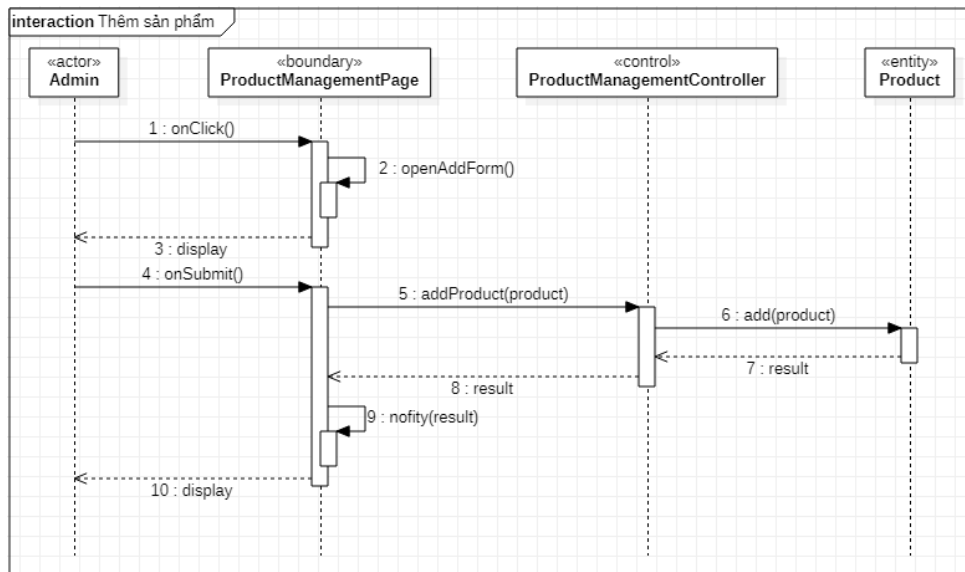 interaction Thêm sản phẩm
«actor»
Admin
«boundary»
ProductManagementPage
«control»
ProductManagementController
«entity»
Product
1 : onClick()
2 : openAddForm()
3 : display
4 : onSubmit()
5 : addProduct(product)
6 : add(product)
7 : result
8 : result
9 : nofity(result)
10 : display